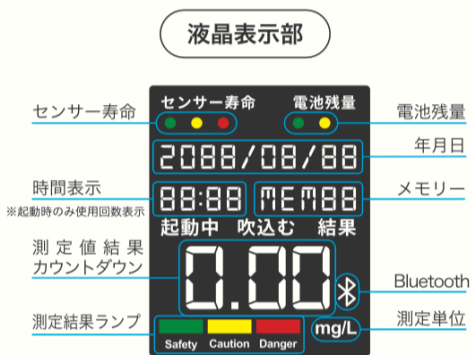 液晶表示部
センサー寿命
電池残量
センサー寿命
電池残量
2088/08/88
年月日
時間表示
※起動時のみ使用回数表示
88:88
MEM88
メモリー
起動中 吹込む 結果
測定値結果
カウントダウン
0.00
Bluetooth
測定結果ランプ
Safety Caution Danger
mg/L
測定単位